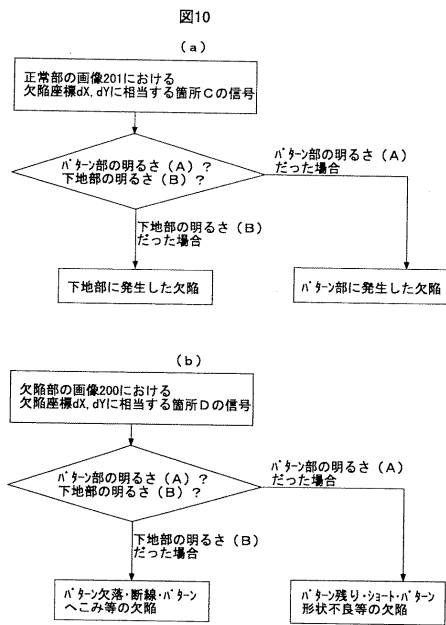 図10
(a)
正常部の画像201における
欠陥座標dX,dYに相当する箇所Cの信号
パターン部の明るさ(A)?
下地部の明るさ(B)?
パターン部の明るさ(A)
だった場合
下地部の明るさ(B)
だった場合
下地部に発生した欠陥
パターン部に発生した欠陥
(b)
欠陥部の画像200における
欠陥座標dX,dYに相当する箇所Dの信号
パターン部の明るさ(A)?
下地部の明るさ(B)?
パターン部の明るさ(A)
だった場合
下地部の明るさ(B)
だった場合
パターン欠落・断線・パターン
へこみ等の欠陥
パターン残り・ショート・パターン
形状不良等の欠陥